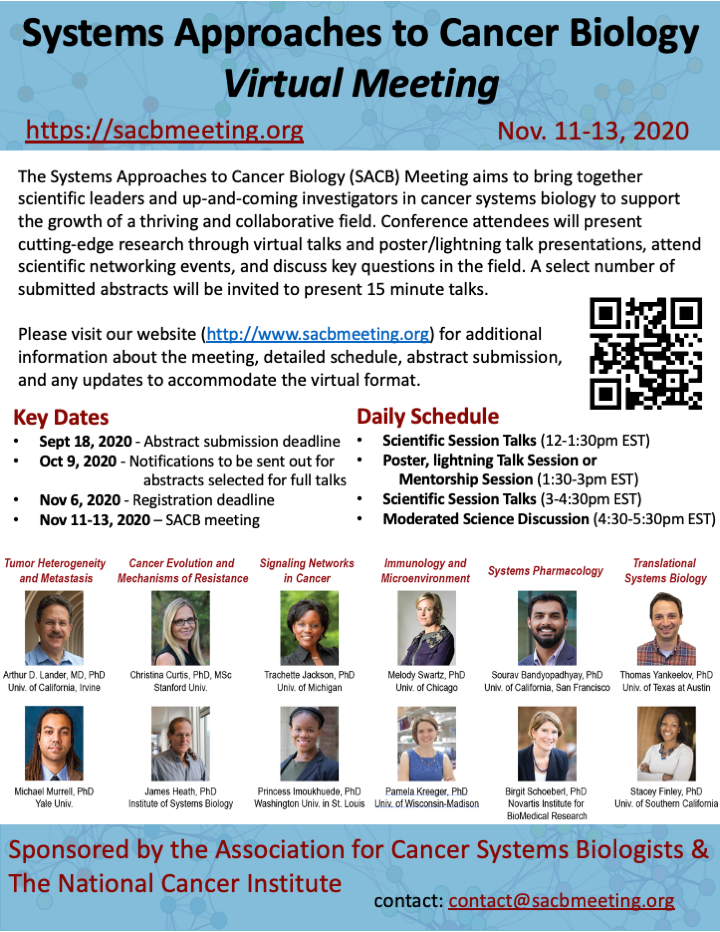 Systems Approaches to Cancer Biology
Virtual Meeting
https://sacbmeeting.org
Nov. 11-13, 2020
The Systems Approaches to Cancer Biology (SACB) Meeting aims to bring together
scientific leaders and up-and-coming investigators in cancer systems biology to support
the growth of a thriving and collaborative field. Conference attendees will present
cutting-edge research through virtual talks and poster/lightning talk presentations, attend
scientific networking events, and discuss key questions in the field. A select number of
submitted abstracts will be invited to present 15 minute talks.
Please visit our website (http://www.sacbmeeting.org) for additional
information about the meeting, detailed schedule, abstract submission,
and any updates to accommodate the virtual format.
Key Dates
• Sept 18, 2020 - Abstract submission deadline
• Oct 9, 2020 - Notifications to be sent out for
abstracts selected for full talks
• Nov 6, 2020 - Registration deadline
• Nov 11-13, 2020 – SACB meeting
Daily Schedule
• Scientific Session Talks (12-1:30pm EST)
• Poster, lightning Talk Session or
Mentorship Session (1:30-3pm EST)
• Scientific Session Talks (3-4:30pm EST)
• Moderated Science Discussion (4:30-5:30pm EST)
Tumor Heterogeneity
and Metastasis
Cancer Evolution and
Mechanisms of Resistance
Signaling Networks
in Cancer
Immunology and
Microenvironment
Systems Pharmacology
Translational
Systems Biology
Arthur D. Lander, MD, PhD
Univ. of California, Irvine
Christina Curtis, PhD, MSc
Stanford Univ.
Trachette Jackson, PhD
Univ. of Michigan
Melody Swartz, PhD
Univ. of Chicago
Sourav Bandyopadhyay, PhD
Univ. of California, San Francisco
Thomas Yankeelov, PhD
Univ. of Texas at Austin
Michael Murrell, PhD
Yale Univ.
James Heath, PhD
Institute of Systems Biology
Princess Imoukhuede, PhD
Washington Univ. in St. Louis
Pamela Kreeger, PhD
Univ. of Wisconsin-Madison
Birgit Schoeberl, PhD
Novartis Institute for
BioMedical Research
Stacey Finley, PhD
Univ. of Southern California
Sponsored by the Association for Cancer Systems Biologists &
The National Cancer Institute
contact: contact@sacbmeeting.org